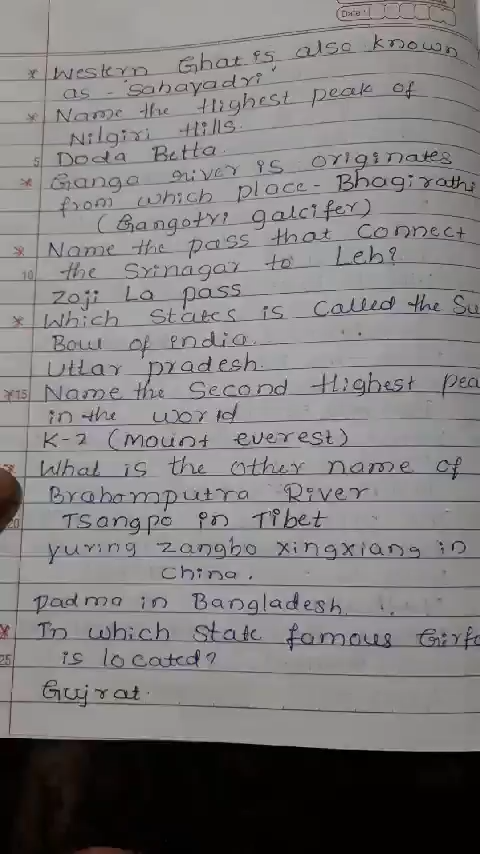 Date :
* Western Ghat is also known
as - Sahayadri'
* Name the Highest peak of
Nilgiri Hills.
5 Doda Betta.
* Ganga river is originates
from which place - Bhagirathi
(Gangotri galcifer)
* Name the pass that Connect
10 the Srinagar to Leh?
Zoji La pass
* Which States is called the Su
Bowl of india.
Uttar pradesh.
*15 Name the Second Highest pea
in the world
K-2 (Mount everest)
* What is the other name of
Brahomputra River.
20 Tsangpo in Tibet
yuring zangbo xingxiang in
China.
padma in Bangladesh.
* In which State famous Girfo
25 is located?
Gujrat.